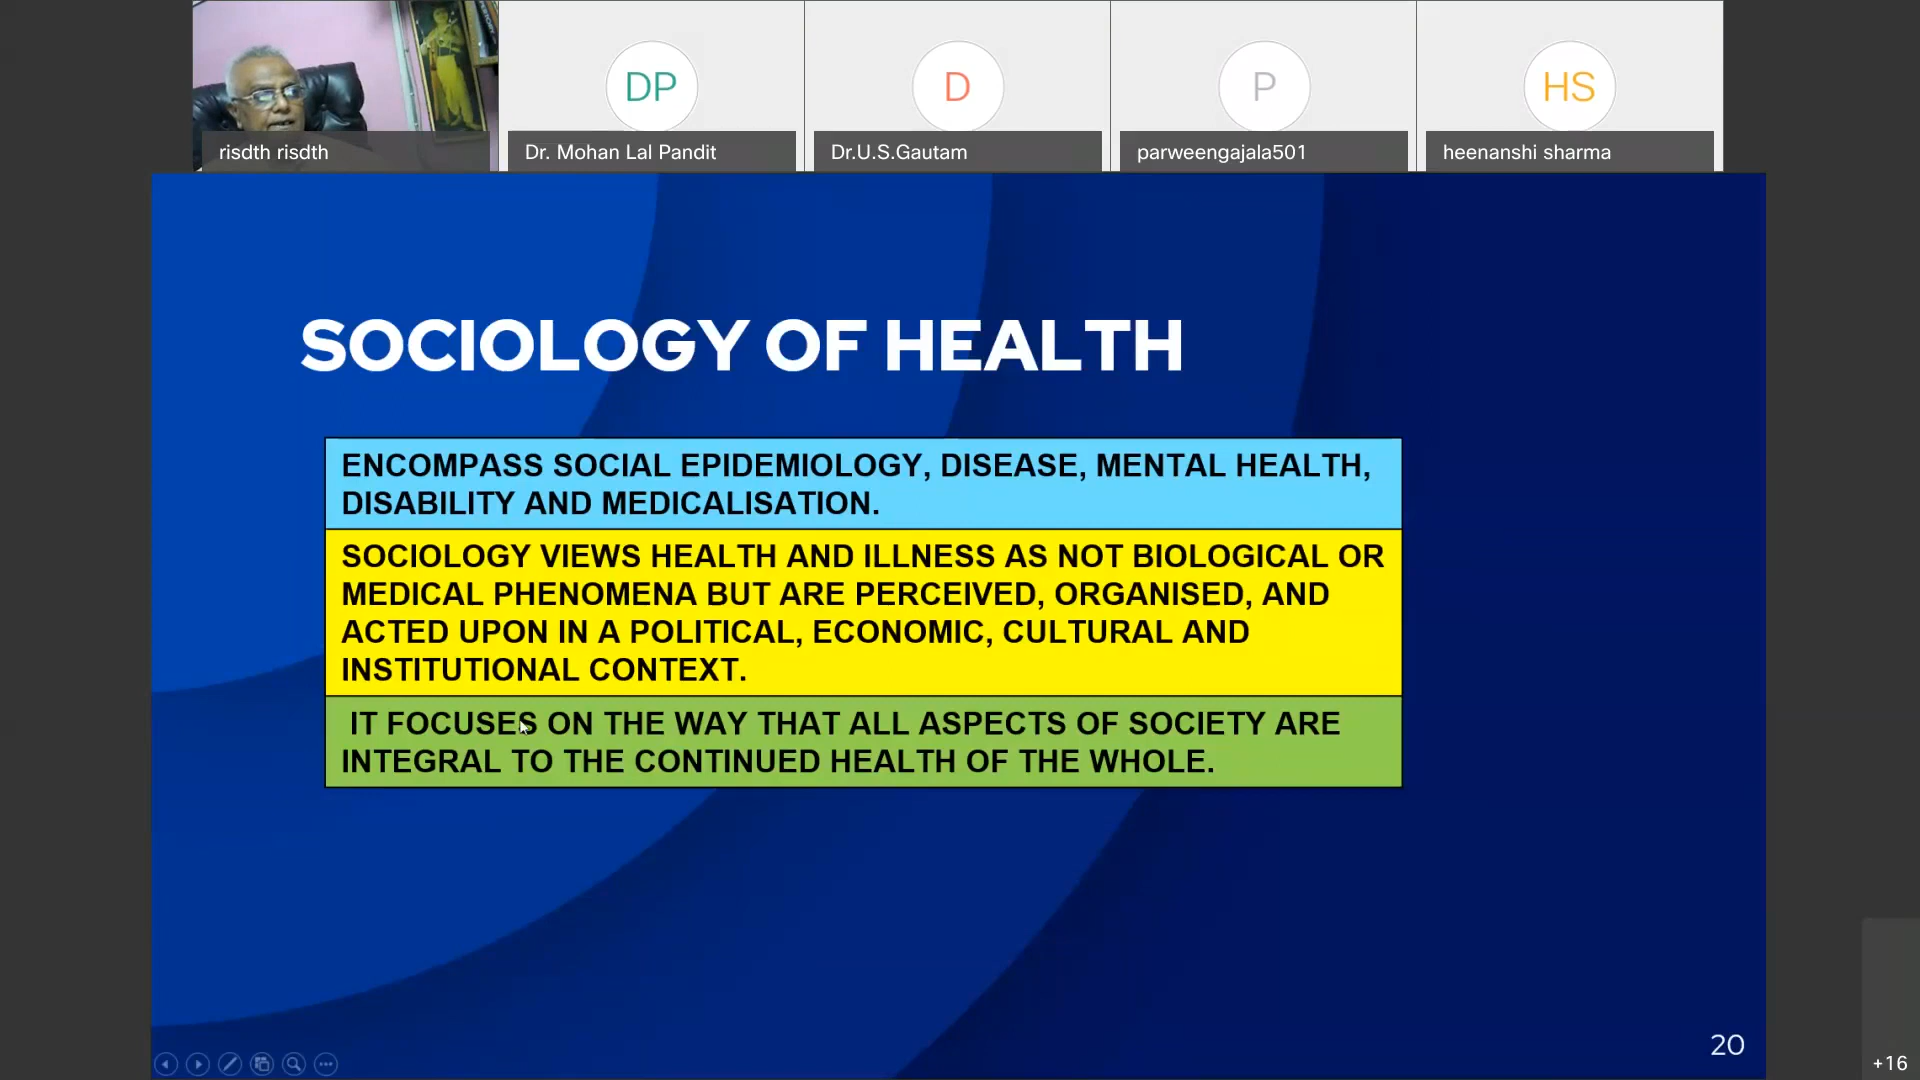 risdth risdth
DP
Dr. Mohan Lal Pandit
D
Dr.U.S.Gautam
P
parweengajala501
HS
heenanshi sharma
SOCIOLOGY OF HEALTH
ENCOMPASS SOCIAL EPIDEMIOLOGY, DISEASE, MENTAL HEALTH,
DISABILITY AND MEDICALISATION.
SOCIOLOGY VIEWS HEALTH AND ILLNESS AS NOT BIOLOGICAL OR
MEDICAL PHENOMENA BUT ARE PERCEIVED, ORGANISED, AND
ACTED UPON IN A POLITICAL, ECONOMIC, CULTURAL AND
INSTITUTIONAL CONTEXT.
IT FOCUSES ON THE WAY THAT ALL ASPECTS OF SOCIETY ARE
INTEGRAL TO THE CONTINUED HEALTH OF THE WHOLE.
20
+16